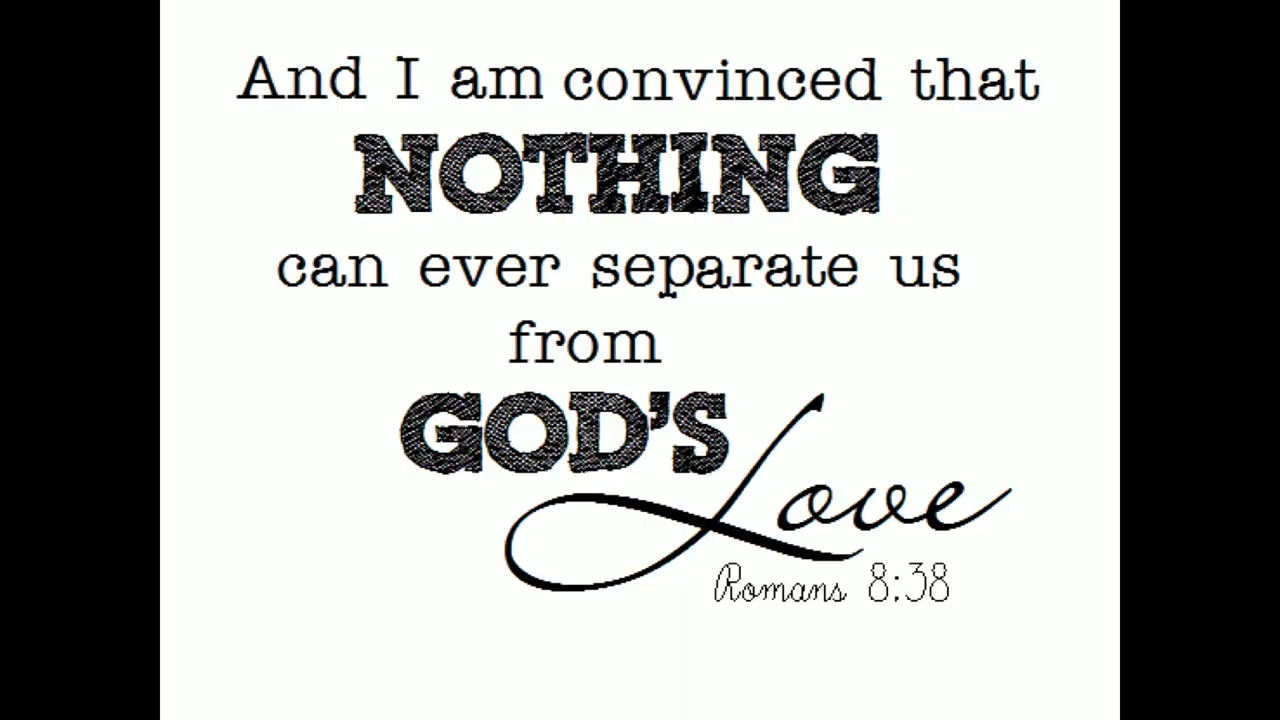 And I am convinced that
NOTHING
can ever separate us
from
GOD'S
Love
Romans 8:38